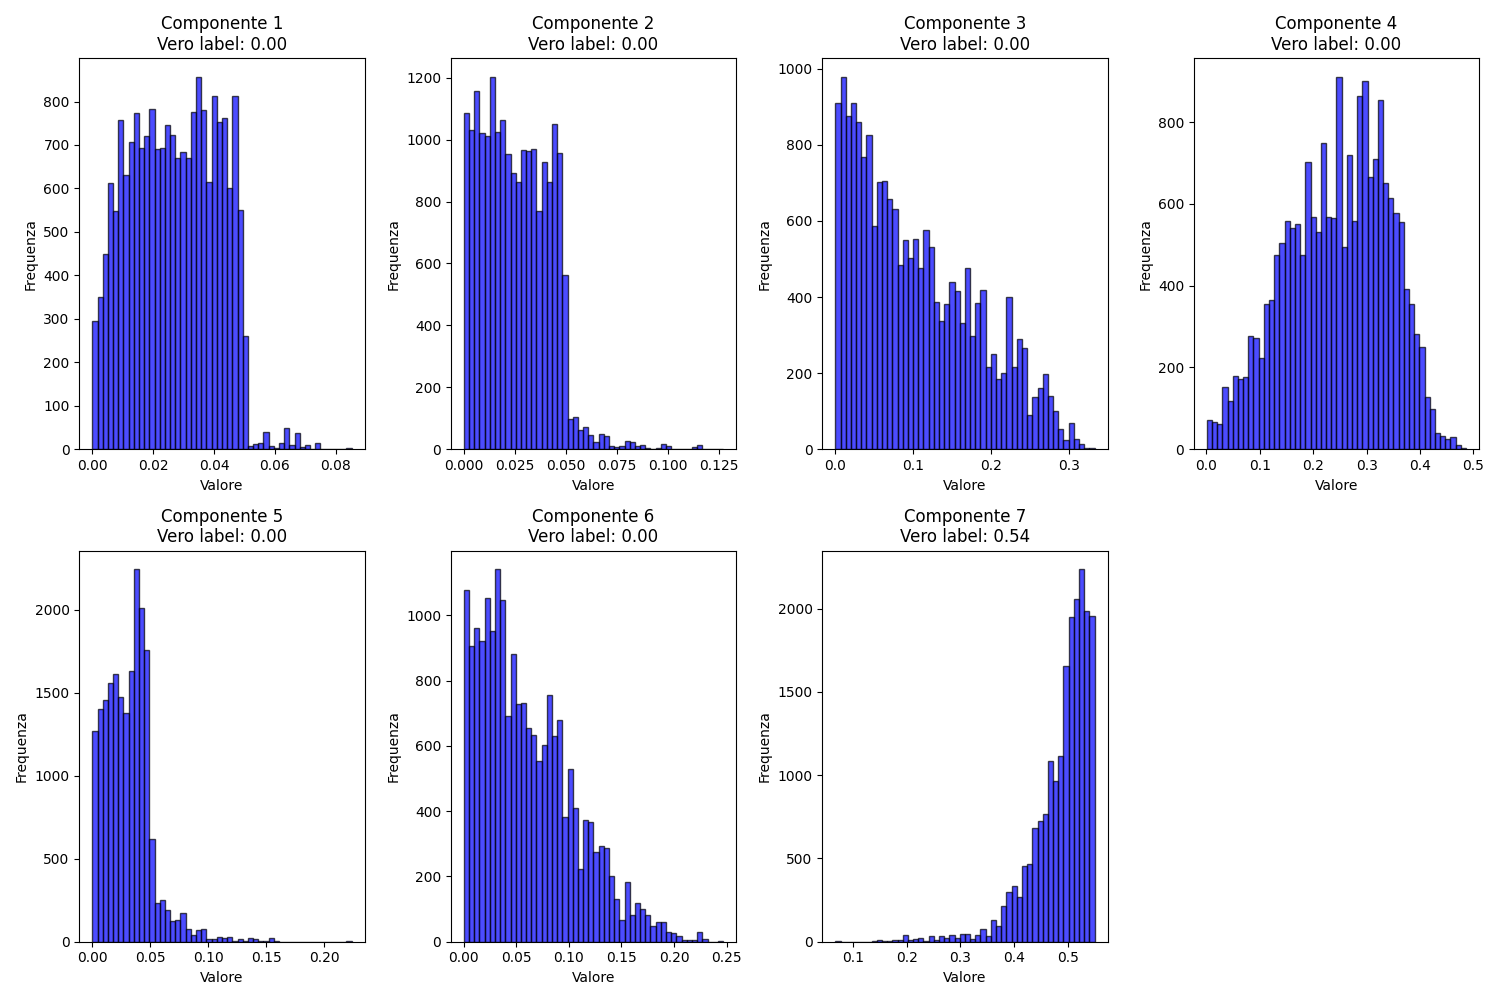 Componente 1
Vero label: 0.00
Componente 2
Vero label: 0.00
Componente 3
Vero label: 0.00
Componente 4
Vero label: 0.00
Frequenza
800
700
600
500
400
300
200
100
0
0.00 0.02 0.04 0.06 0.08
Valore
Frequenza
1200
1000
800
600
400
200
0
0.000 0.025 0.050 0.075 0.100 0.125
Valore
Frequenza
1000
800
600
400
200
0
0.0 0.1 0.2 0.3
Valore
Frequenza
800
600
400
200
0
0.0 0.1 0.2 0.3 0.4 0.5
Valore
Componente 5
Vero label: 0.00
Componente 6
Vero label: 0.00
Componente 7
Vero label: 0.54
Frequenza
2000
1500
1000
500
0
0.00 0.05 0.10 0.15 0.20
Valore
Frequenza
1000
800
600
400
200
0
0.00 0.05 0.10 0.15 0.20 0.25
Valore
Frequenza
2000
1500
1000
500
0
0.1 0.2 0.3 0.4 0.5
Valore